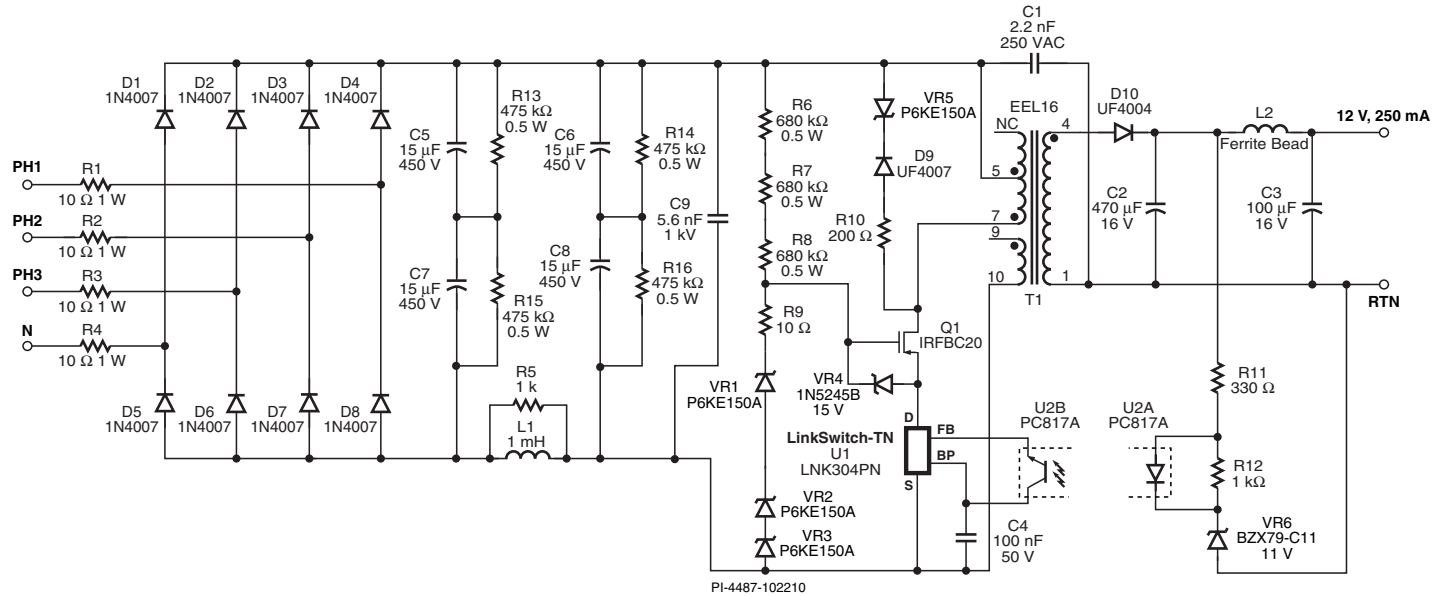 C1
2.2 nF
250 VAC
D1
1N4007
D2
1N4007
D3
1N4007
D4
1N4007
R13
475 kΩ
0.5 W
C5
15 µF
450 V
C6
15 µF
450 V
R14
475 kΩ
0.5 W
R6
680 kΩ
0.5 W
VR5
P6KE150A
EEL16
D10
UF4004
L2
Ferrite Bead
12 V, 250 mA
NC
4
PH1
R1
10 Ω 1 W
R7
680 kΩ
0.5 W
D9
UF4007
5
C9
5.6 nF
1 kV
R10
200 Ω
7
9
C2
470 µF
16 V
C3
100 µF
16 V
PH2
R2
10 Ω 1 W
R8
680 kΩ
0.5 W
PH3
R3
10 Ω 1 W
C7
15 µF
450 V
R15
475 kΩ
0.5 W
C8
15 µF
450 V
R16
475 kΩ
0.5 W
10
1
T1
RTN
N
R4
10 Ω 1 W
R9
10 Ω
Q1
IRFBC20
R5
1 k
L1
1 mH
VR1
P6KE150A
VR4
1N5245B
15 V
R11
330 Ω
D5
1N4007
D6
1N4007
D7
1N4007
D8
1N4007
D
FB
BP
S
LinkSwitch-TN
U1
LNK304PN
U2B
PC817A
U2A
PC817A
R12
1 kΩ
VR2
P6KE150A
VR3
P6KE150A
C4
100 nF
50 V
VR6
BZX79-C11
11 V
PI-4487-102210